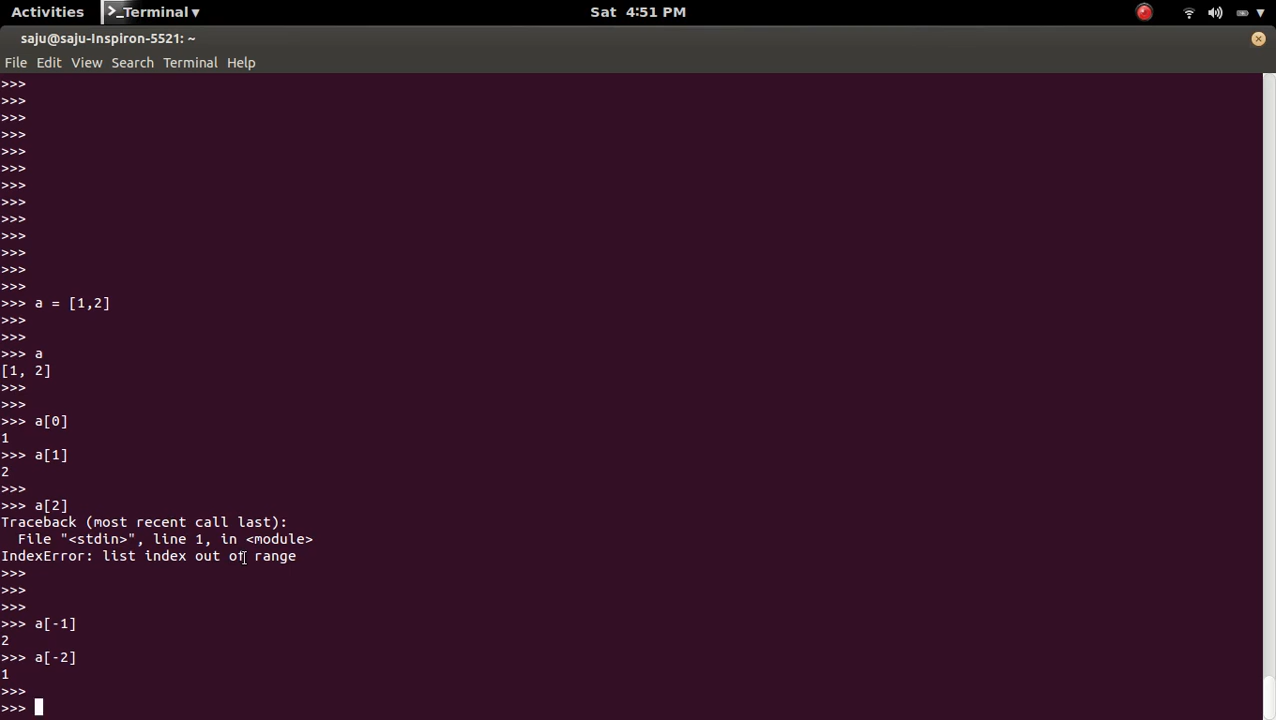 Activities >_Terminal ▾ Sat 4:51 PM
saju@saju-Inspiron-5521: ~
File Edit View Search Terminal Help
>>>
>>>
>>>
>>>
>>>
>>>
>>>
>>>
>>>
>>>
>>>
>>>
>>>
>>> a = [1,2]
>>>
>>>
>>> a
[1, 2]
>>>
>>>
>>> a[0]
1
>>> a[1]
2
>>>
>>> a[2]
Traceback (most recent call last):
  File "<stdin>", line 1, in <module>
IndexError: list index out of range
>>>
>>>
>>>
>>> a[-1]
2
>>> a[-2]
1
>>>
>>>